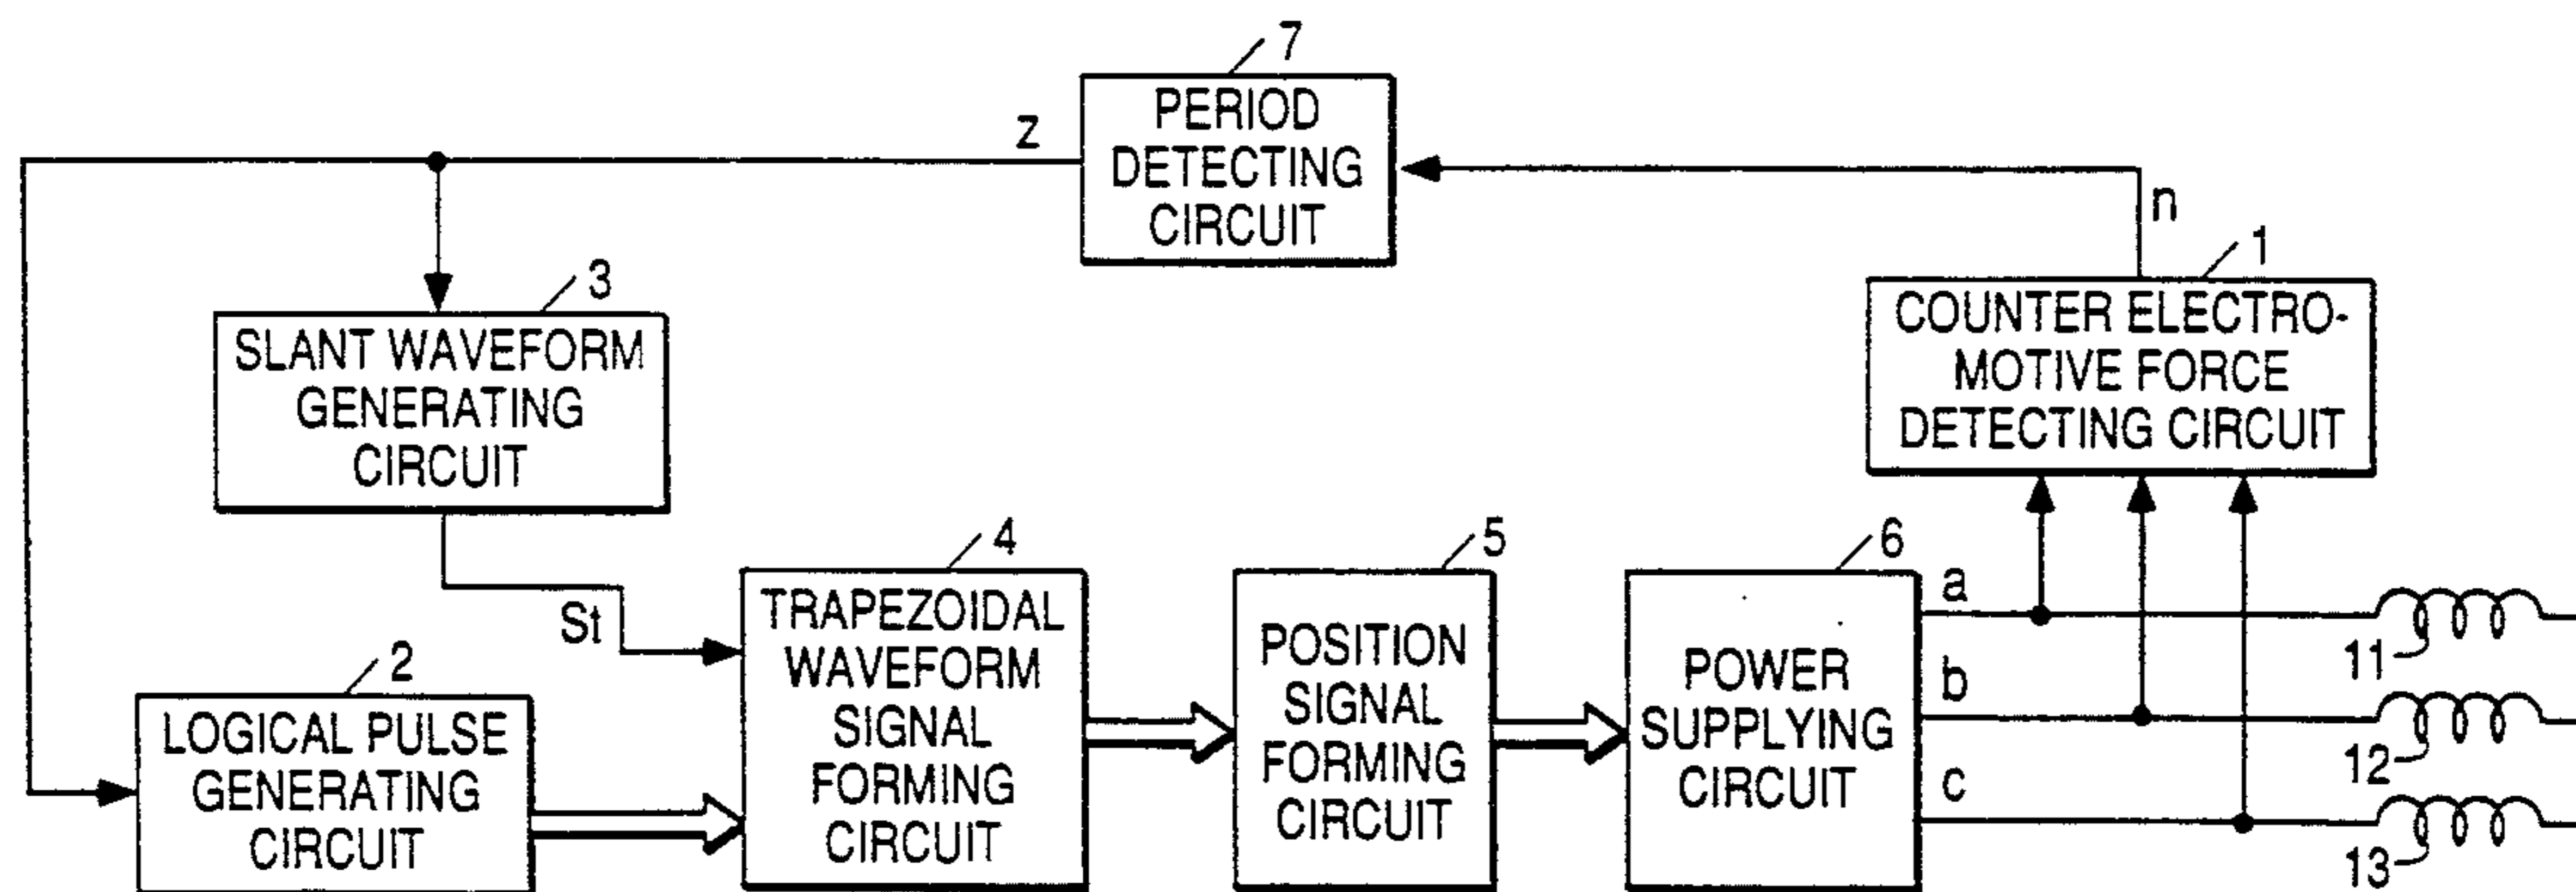 7
PERIOD
DETECTING
CIRCUIT
z
n
1
COUNTER ELECTRO-
MOTIVE FORCE
DETECTING CIRCUIT
3
SLANT WAVEFORM
GENERATING
CIRCUIT
St
2
LOGICAL PULSE
GENERATING
CIRCUIT
4
TRAPEZOIDAL
WAVEFORM
SIGNAL
FORMING
CIRCUIT
5
POSITION
SIGNAL
FORMING
CIRCUIT
6
POWER
SUPPLYING
CIRCUIT
a
b
c
11
12
13